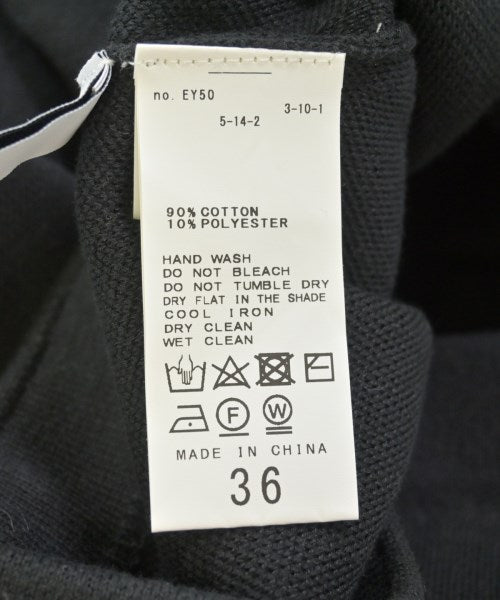 no. EY50
3-10-1
5-14-2
90% COTTON
10% POLYESTER
HAND WASH
DO NOT BLEACH
DO NOT TUMBLE DRY
DRY FLAT IN THE SHADE
COOL IRON
DRY CLEAN
WET CLEAN
F W
MADE IN CHINA
36